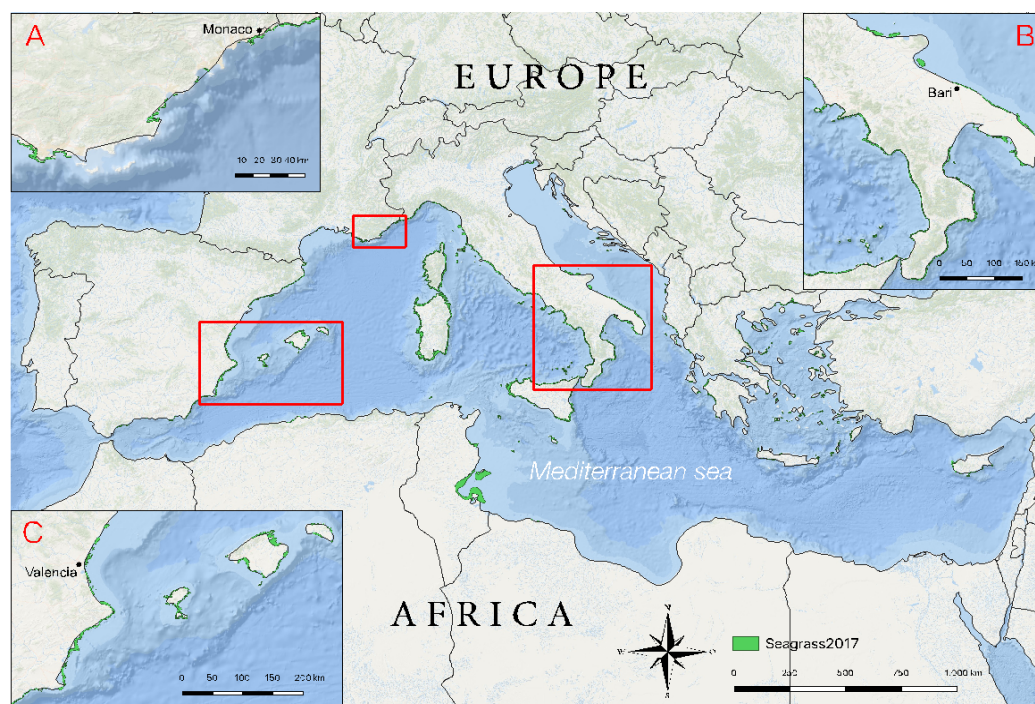 A
Monaco
10 20 30 40 km
EUROPE
B
Bari
0 50 100 150 km
Mediterranean sea
C
Valencia
0 50 100 150 200 km
AFRICA
N
W O
S
Seagrass2017
0 250 500 750 1.000 km